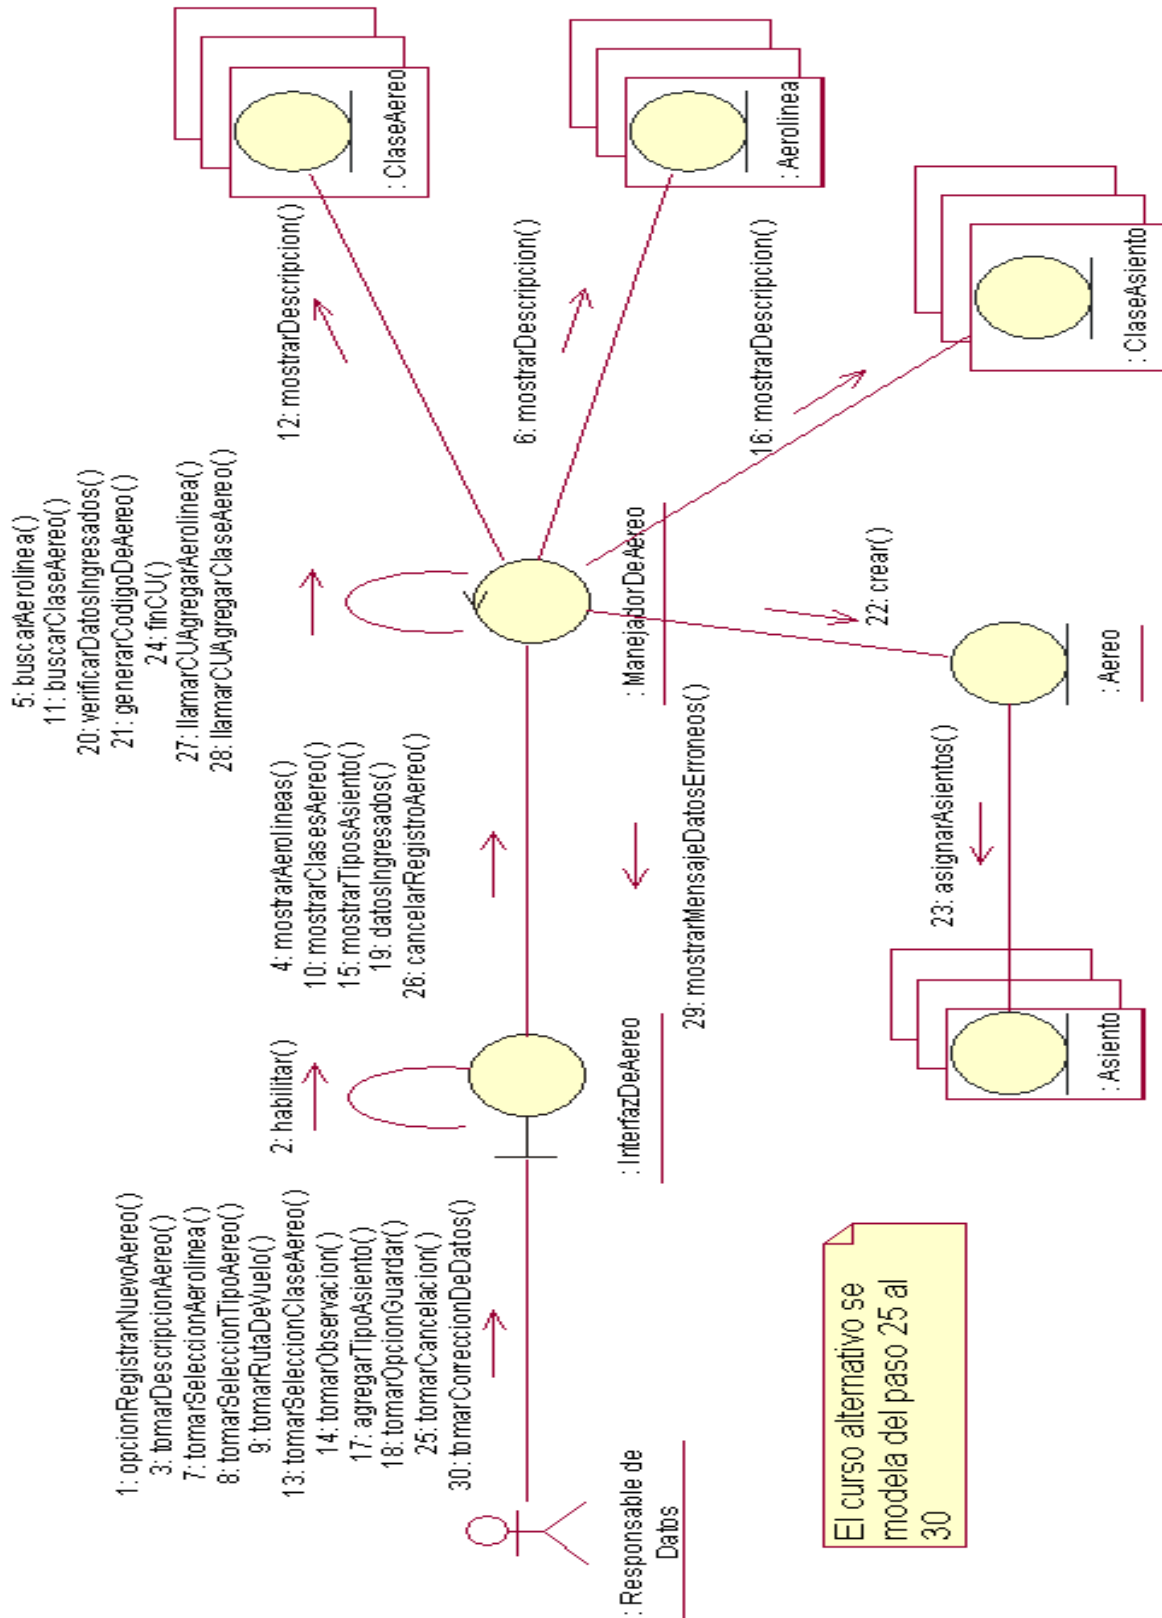 1: opcionRegistrarNuevoAereo( )
3: tomarDescripcionAereo( )
7: tomarSeleccionAerolinea( )
8: tomarSeleccionTipoAereo( )
9: tomarRutaDeVuelo( )
13: tomarSeleccionClaseAereo( )
14: tomarObservacion( )
17: agregarTipoAsiento( )
18: tomarOpcionGuardar( )
25: tomarCancelacion( )
30: tomarCorreccionDeDatos( )
: Responsable de
Datos
2: habilitar( )
: InterfazDeAereo
4: mostrarAerolineas( )
10: mostrarClasesAereo( )
15: mostrarTiposAsiento( )
19: datosIngresados( )
26: cancelarRegistroAereo( )
29: mostrarMensajeDatosErroneos( )
5: buscarAerolinea( )
11: buscarClaseAereo( )
20: verificarDatosIngresados( )
21: generarCodigoDeAereo( )
24: finCU( )
27: llamarCUAgregarAerolinea( )
28: llamarCUAgregarClaseAereo( )
: ManejadorDeAereo
12: mostrarDescripcion( )
: ClaseAereo
6: mostrarDescripcion( )
: Aerolinea
16: mostrarDescripcion( )
: ClaseAsiento
22: crear( )
: Aereo
23: asignarAsientos( )
: Asiento
El curso alternativo se
modela del paso 25 al
30